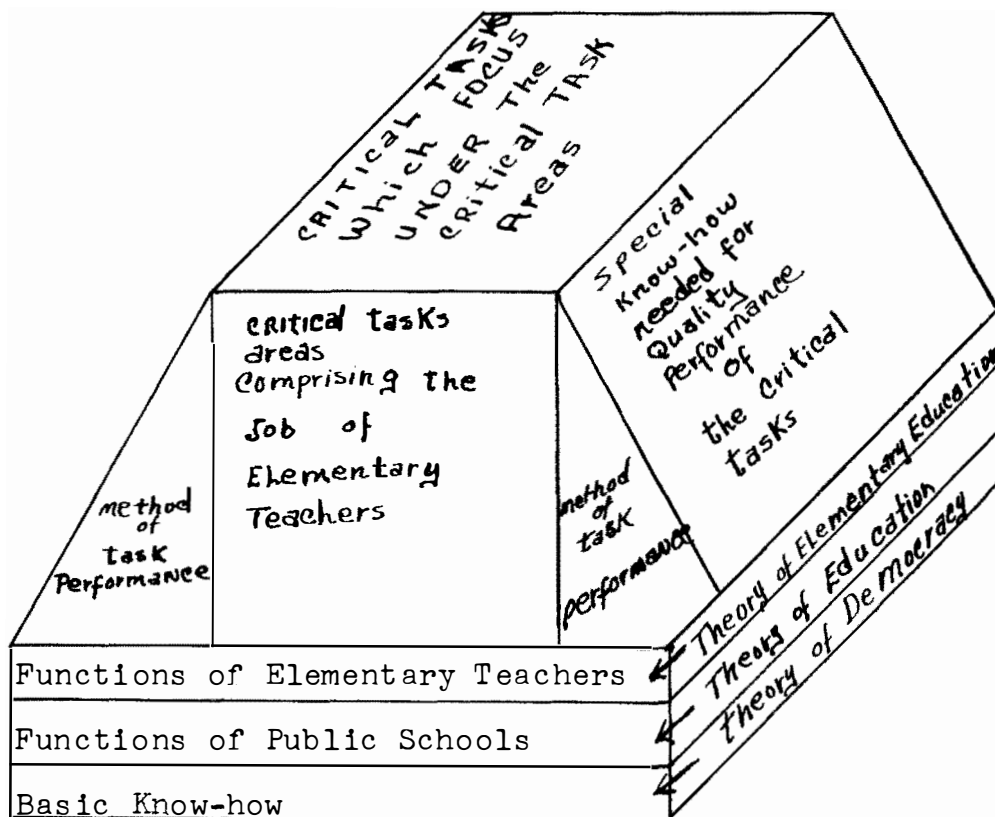 CRITICAL TASKS
Which FOCUS
UNDER The
CRitical TASK
Areas
Special
Know-how
needed for
Quality
Performance
of
the Critical
tasks
CRitical tasks
areas
Comprising the
Job of
Elementary
Teachers
method
of
task
Performance
method
of
task
performance
Theory of Elementary Education
Theory of Education
theory of Democracy
Functions of Elementary Teachers
Functions of Public Schools
Basic Know-how